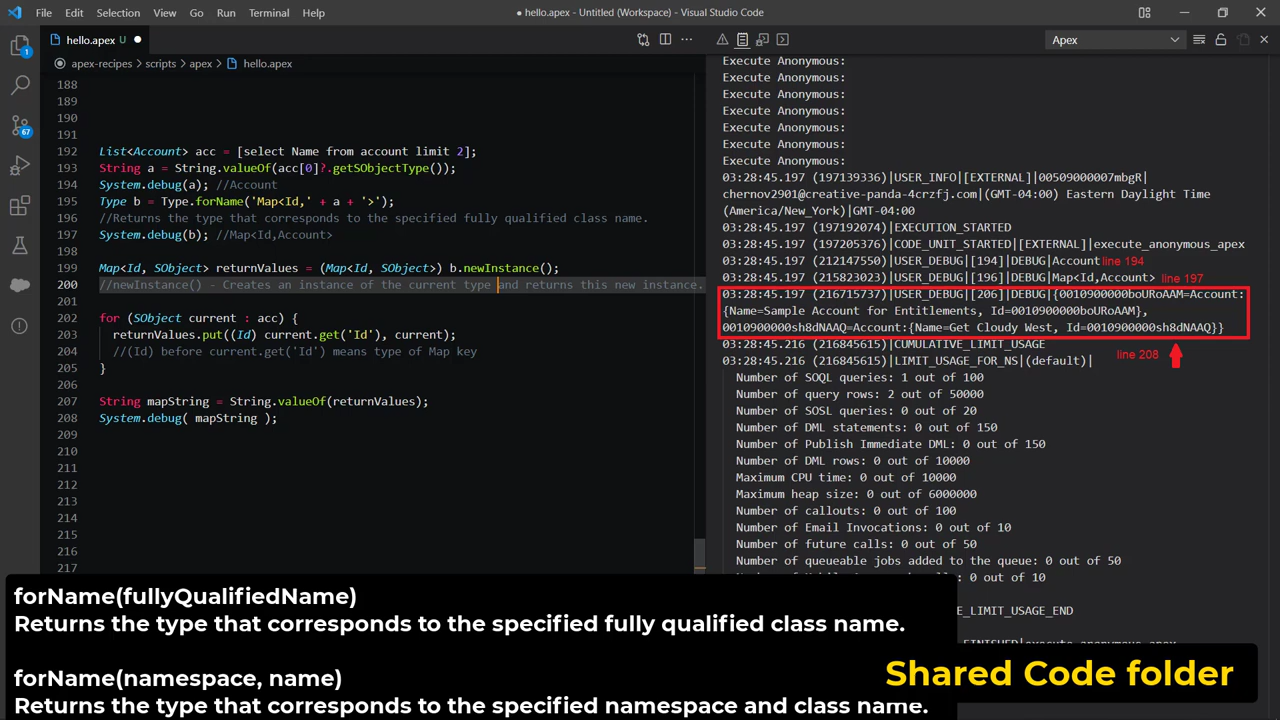 File Edit Selection View Go Run Terminal Help
● hello.apex - Untitled (Workspace) - Visual Studio Code
hello.apex U ●
Apex
apex-recipes › scripts › apex › hello.apex
1
67
188
189
190
191
192 List<Account> acc = [select Name from account limit 2];
193 String a = String.valueOf(acc[0]?.getSObjectType());
194 System.debug(a); //Account
195 Type b = Type.forName('Map<Id,' + a + '>');
196 //Returns the type that corresponds to the specified fully qualified class name.
197 System.debug(b); //Map<Id,Account>
198
199 Map<Id, SObject> returnValues = (Map<Id, SObject>) b.newInstance();
200 //newInstance() - Creates an instance of the current type and returns this new instance.
201
202 for (SObject current : acc) {
203 returnValues.put((Id) current.get('Id'), current);
204 //(Id) before current.get('Id') means type of Map key
205 }
206
207 String mapString = String.valueOf(returnValues);
208 System.debug( mapString );
209
210
211
212
213
214
215
216
217
Execute Anonymous:
Execute Anonymous:
Execute Anonymous:
Execute Anonymous:
Execute Anonymous:
Execute Anonymous:
Execute Anonymous:
03:28:45.197 (197139336)|USER_INFO|[EXTERNAL]|00509000007mbgR|
chernov2901@creative-panda-4crzfj.com|(GMT-04:00) Eastern Daylight Time
(America/New_York)|GMT-04:00
03:28:45.197 (197192074)|EXECUTION_STARTED
03:28:45.197 (197205376)|CODE_UNIT_STARTED|[EXTERNAL]|execute_anonymous_apex
03:28:45.197 (212147550)|USER_DEBUG|[194]|DEBUG|Account line 194
03:28:45.197 (215823023)|USER_DEBUG|[196]|DEBUG|Map<Id,Account> line 197
03:28:45.197 (216715737)|USER_DEBUG|[206]|DEBUG|{0010900000boURoAAM=Account:
{Name=Sample Account for Entitlements, Id=0010900000boURoAAM},
0010900000sh8dNAAQ=Account:{Name=Get Cloudy West, Id=0010900000sh8dNAAQ}}
03:28:45.216 (216845615)|CUMULATIVE_LIMIT_USAGE
line 208
03:28:45.216 (216845615)|LIMIT_USAGE_FOR_NS|(default)|
Number of SOQL queries: 1 out of 100
Number of query rows: 2 out of 50000
Number of SOSL queries: 0 out of 20
Number of DML statements: 0 out of 150
Number of Publish Immediate DML: 0 out of 150
Number of DML rows: 0 out of 10000
Maximum CPU time: 0 out of 10000
Maximum heap size: 0 out of 6000000
Number of callouts: 0 out of 100
Number of Email Invocations: 0 out of 10
Number of future calls: 0 out of 50
Number of queueable jobs added to the queue: 0 out of 50
0 out of 10
E_LIMIT_USAGE_END
forName(fullyQualifiedName)
Returns the type that corresponds to the specified fully qualified class name.
forName(namespace, name)
Returns the type that corresponds to the specified namespace and class name.
Shared Code folder